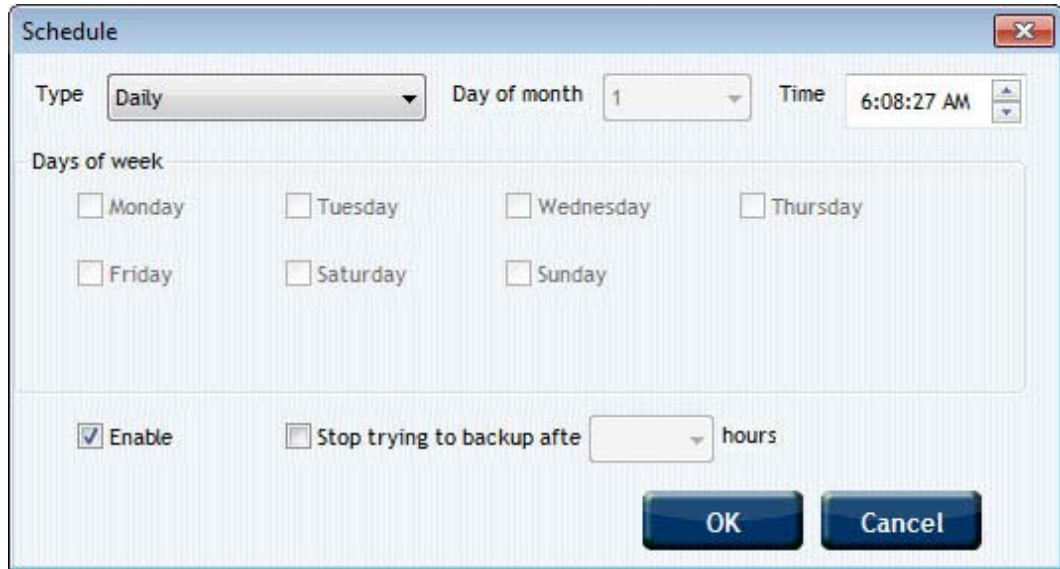 Schedule
Type Daily Day of month 1 Time 6:08:27 AM
Days of week
Monday Tuesday Wednesday Thursday
Friday Saturday Sunday
Enable Stop trying to backup afte hours
OK Cancel